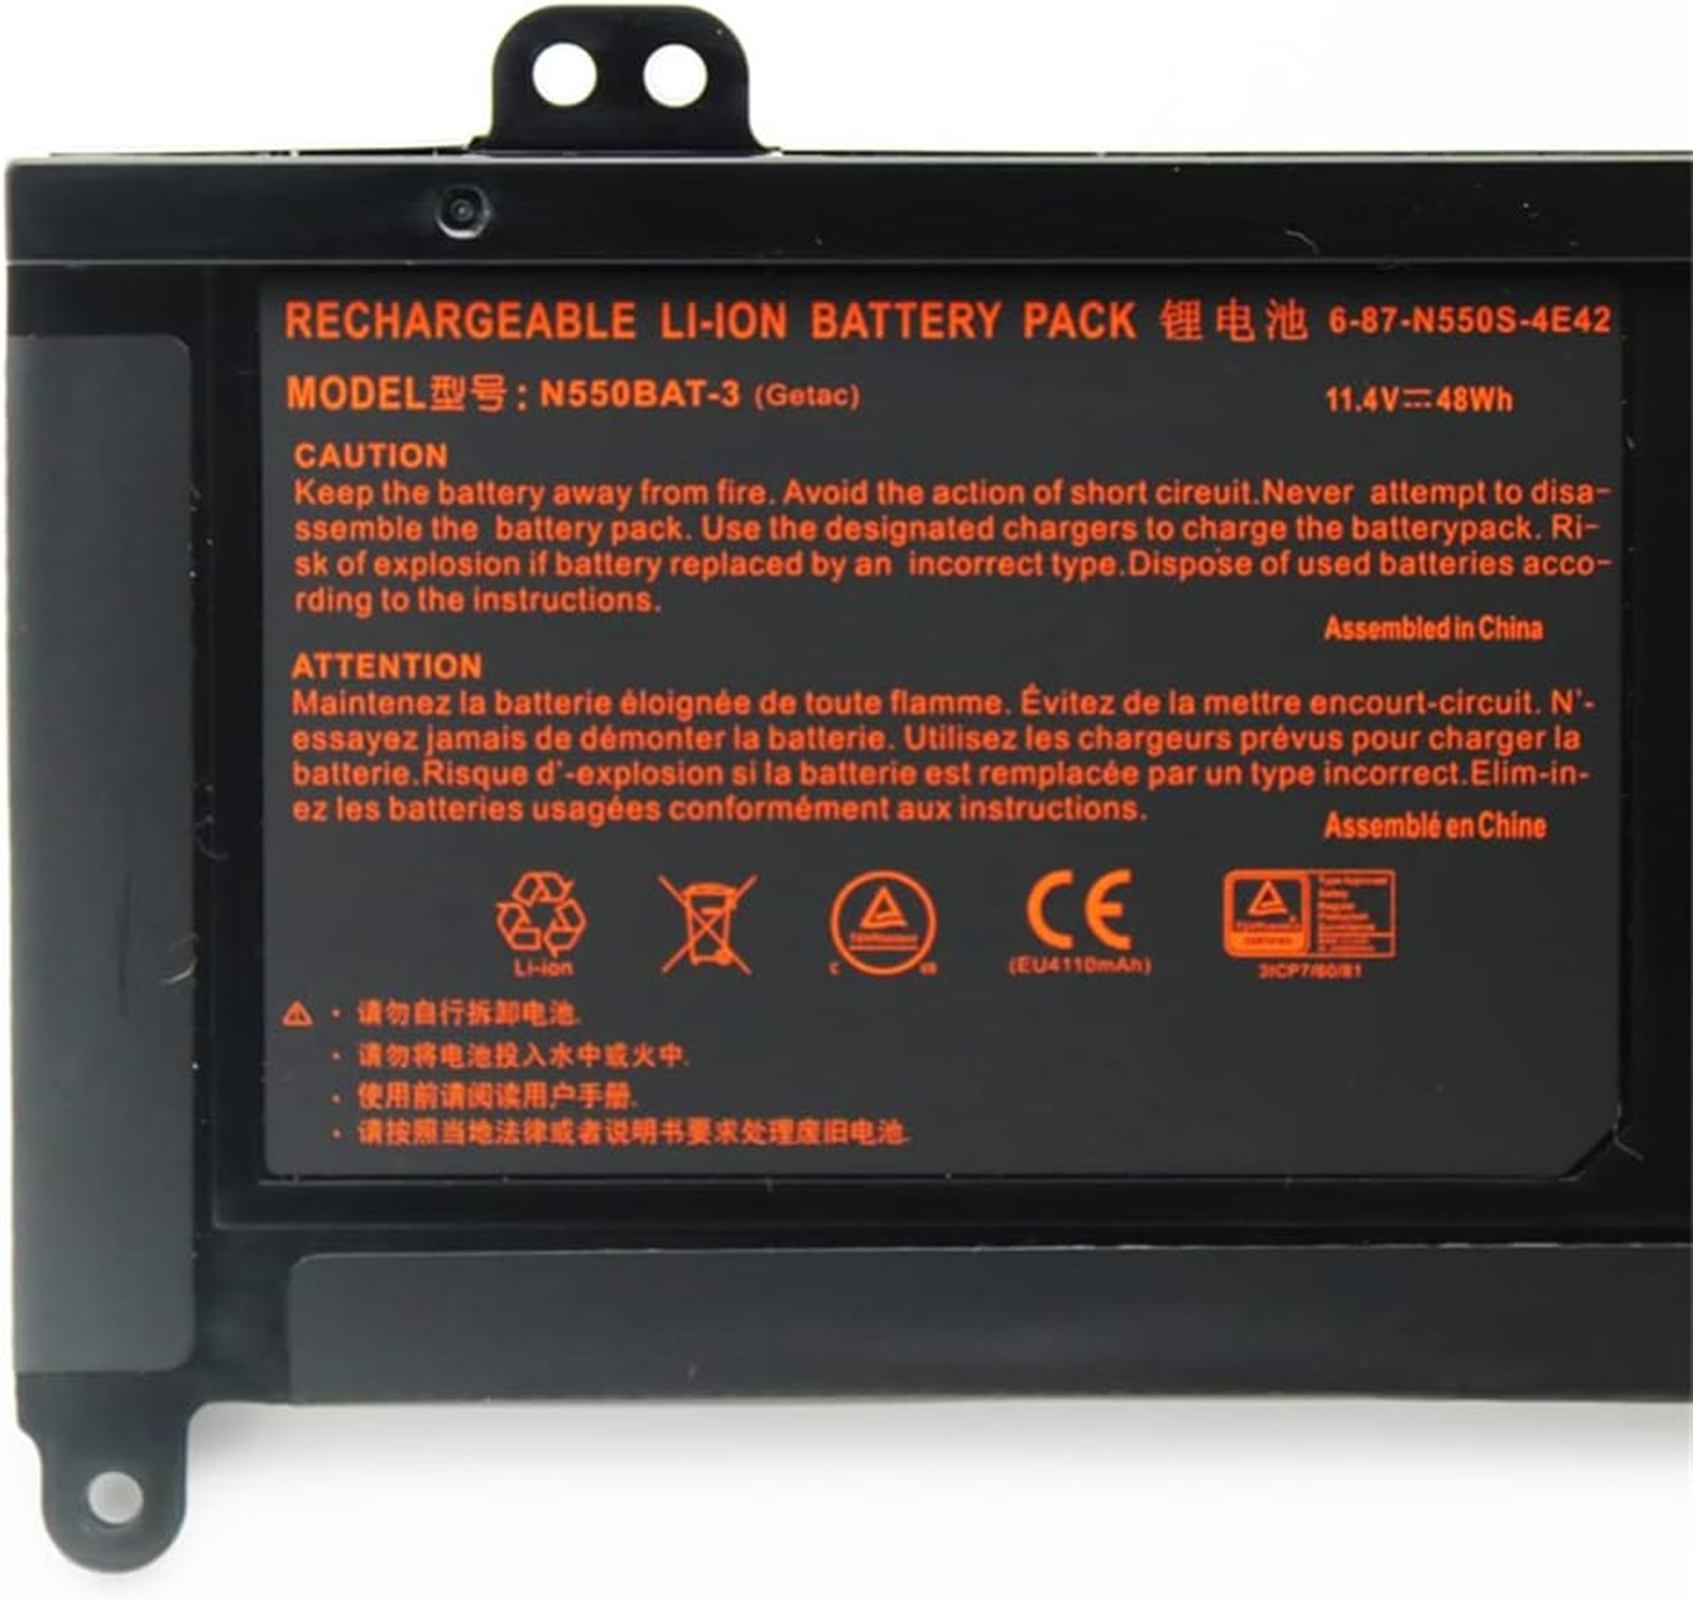 RECHARGEABLE LI-ION BATTERY PACK 锂电池 6-87-N550S-4E42
MODEL型号: N550BAT-3 (Getac) 11.4V⎓48Wh
CAUTION
Keep the battery away from fire. Avoid the action of short cireuit.Never attempt to disa-
ssemble the battery pack. Use the designated chargers to charge the batterypack. Ri-
sk of explosion if battery replaced by an incorrect type.Dispose of used batteries acco-
rding to the instructions.
Assembled in China
ATTENTION
Maintenez la batterie éloignée de toute flamme. Évitez de la mettre encourt-circuit. N'-
essayez jamais de démonter la batterie. Utilisez les chargeurs prévus pour charger la
batterie.Risque d'-explosion si la batterie est remplacée par un type incorrect.Elim-in-
ez les batteries usagées conformément aux instructions.
Assemblé en Chine
CE
Li-ion (EU4110mAh) 3ICP7/60/81
· 请勿自行拆卸电池.
· 请勿将电池投入水中或火中.
· 使用前请阅读用户手册.
· 请按照当地法律或者说明书要求处理废旧电池.